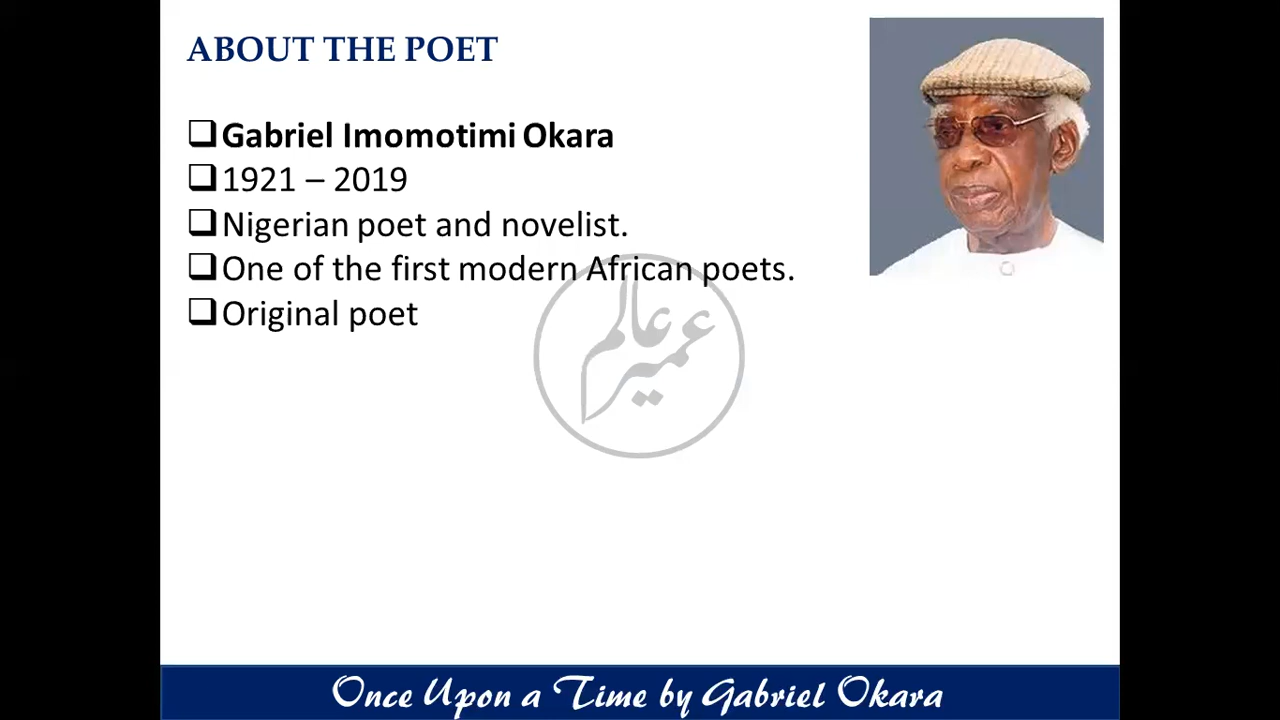 ABOUT THE POET
Gabriel Imomotimi Okara
1921 – 2019
Nigerian poet and novelist.
One of the first modern African poets.
Original poet
عمیر عالم
Once Upon a Time by Gabriel Okara